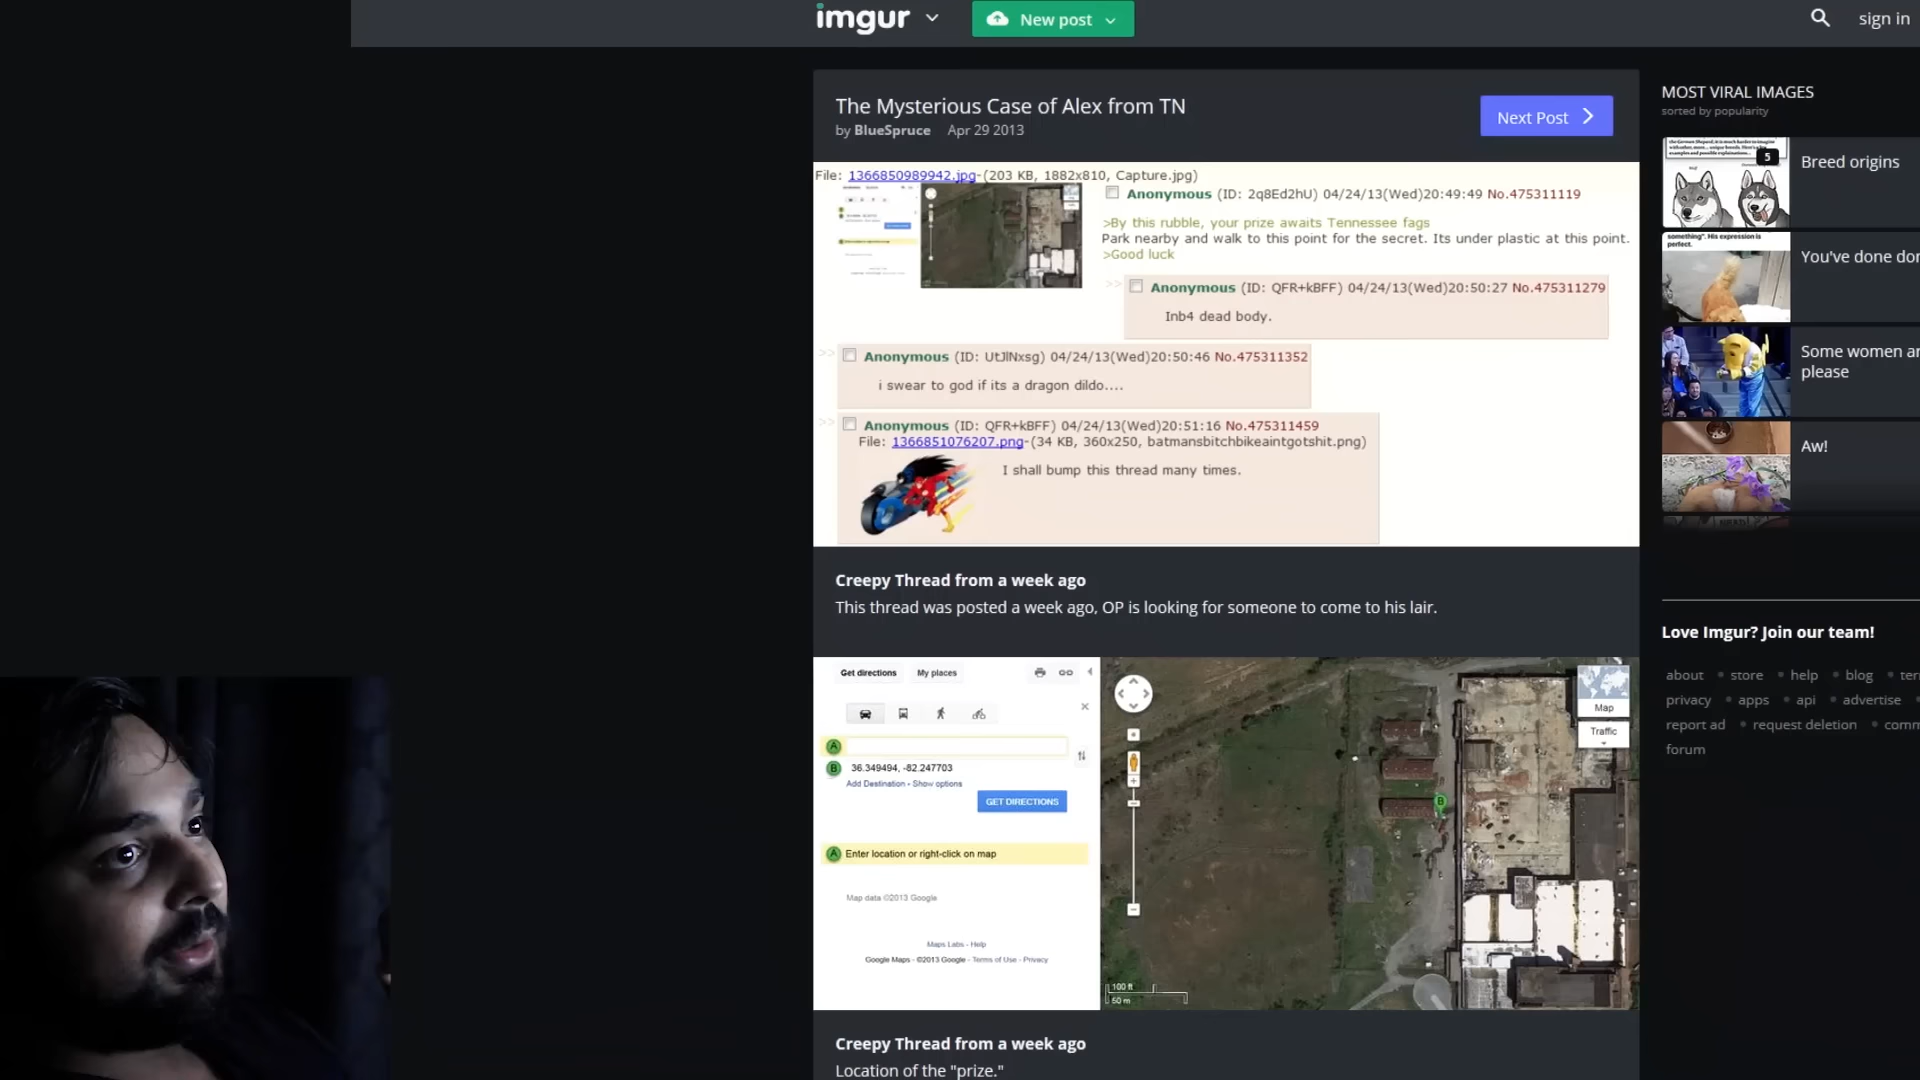 imgur
New post
sign in
The Mysterious Case of Alex from TN
by BlueSpruce Apr 29 2013
Next Post
File: 1366850989942.jpg-(203 KB, 1882x810, Capture.jpg)
Anonymous (ID: 2q8Ed2hU) 04/24/13(Wed)20:49:49 No.475311119
>By this rubble, your prize awaits Tennessee fags
Park nearby and walk to this point for the secret. Its under plastic at this point.
>Good luck
>> Anonymous (ID: QFR+kBFF) 04/24/13(Wed)20:50:27 No.475311279
Inb4 dead body.
>> Anonymous (ID: UtJlNxsg) 04/24/13(Wed)20:50:46 No.475311352
i swear to god if its a dragon dildo....
>> Anonymous (ID: QFR+kBFF) 04/24/13(Wed)20:51:16 No.475311459
File: 1366851076207.png-(34 KB, 360x250, batmansbitchbikeaintgotshit.png)
I shall bump this thread many times.
Creepy Thread from a week ago
This thread was posted a week ago, OP is looking for someone to come to his lair.
Get directions My places
A
B 36.349494, -82.247703
Add Destination - Show options
GET DIRECTIONS
A Enter location or right-click on map
Map data ©2013 Google
Maps Labs - Help
Google Maps - ©2013 Google - Terms of Use - Privacy
Map
Traffic
B
100 ft
50 m
Creepy Thread from a week ago
Location of the "prize."
MOST VIRAL IMAGES
sorted by popularity
5
Breed origins
something". His expression is
perfect.
You've done dor
Some women ar
please
Aw!
Love Imgur? Join our team!
about • store • help • blog • ter
privacy • apps • api • advertise •
report ad • request deletion • comm
forum